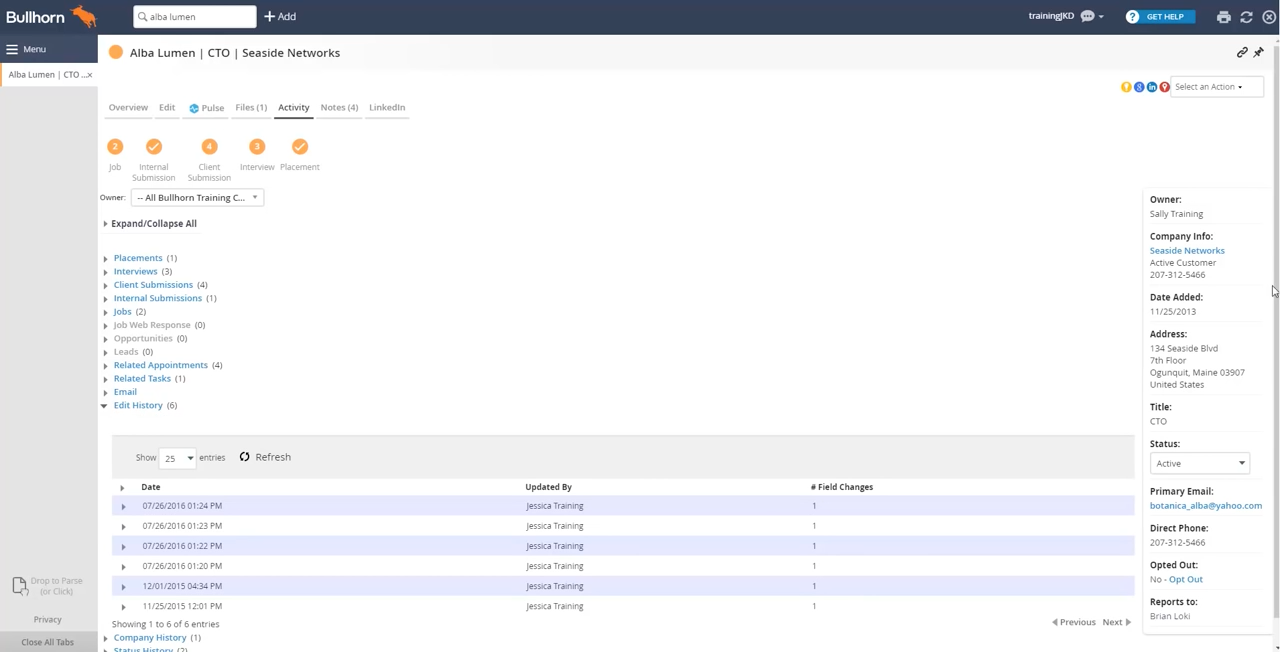 Bullhorn
alba lumen
Add
trainingJKD
? GET HELP
Menu
Alba Lumen | CTO ...×
Alba Lumen | CTO | Seaside Networks
Select an Action
Overview Edit Pulse Files (1) Activity Notes (4) LinkedIn
2 4 3
Job Internal Submission Client Submission Interview Placement
Owner: -- All Bullhorn Training C...
Expand/Collapse All
Placements (1)
Interviews (3)
Client Submissions (4)
Internal Submissions (1)
Jobs (2)
Job Web Response (0)
Opportunities (0)
Leads (0)
Related Appointments (4)
Related Tasks (1)
Email
Edit History (6)
Show 25 entries Refresh
Date Updated By # Field Changes
07/26/2016 01:24 PM Jessica Training 1
07/26/2016 01:23 PM Jessica Training 1
07/26/2016 01:22 PM Jessica Training 1
07/26/2016 01:20 PM Jessica Training 1
12/01/2015 04:34 PM Jessica Training 1
11/25/2015 12:01 PM Jessica Training 1
Showing 1 to 6 of 6 entries
Previous Next
Company History (1)
Status History (2)
Owner:
Sally Training
Company Info:
Seaside Networks
Active Customer
207-312-5466
Date Added:
11/25/2013
Address:
134 Seaside Blvd
7th Floor
Ogunquit, Maine 03907
United States
Title:
CTO
Status:
Active
Primary Email:
botanica_alba@yahoo.com
Direct Phone:
207-312-5466
Opted Out:
No - Opt Out
Reports to:
Brian Loki
Drop to Parse
(or Click)
Privacy
Close All Tabs